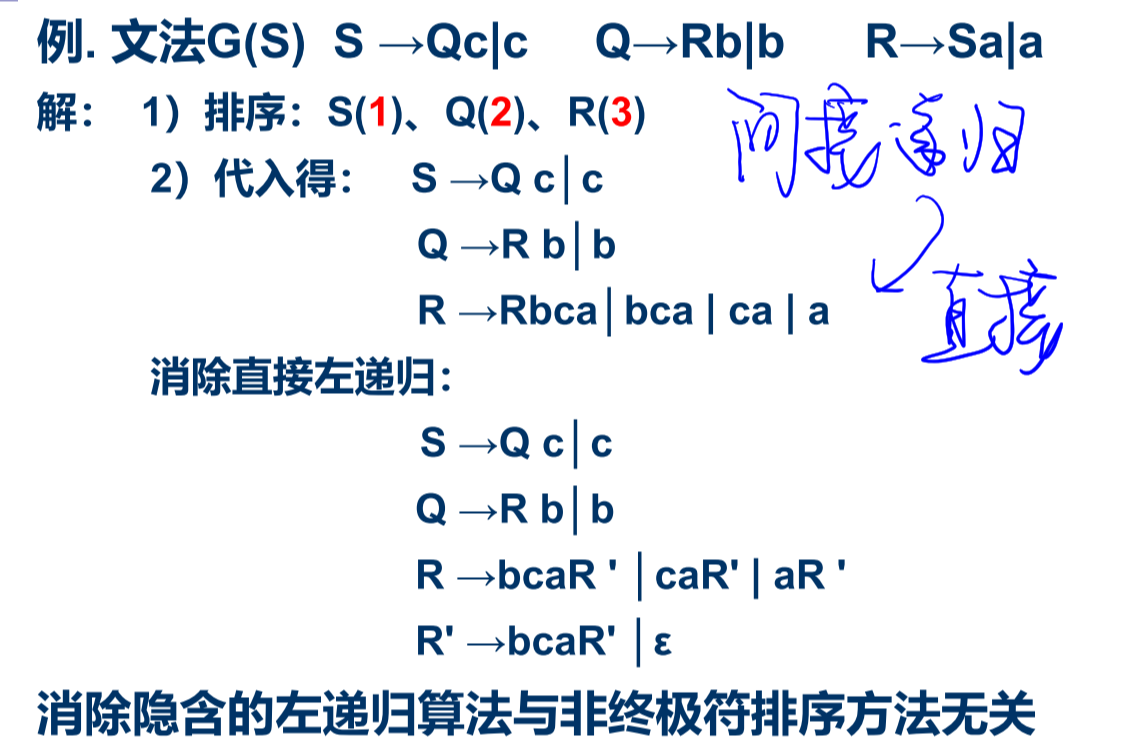 例. 文法G(S)  S →Qc|c  Q→Rb|b  R→Sa|a
解： 1）排序：S(1)、Q(2)、R(3)
间接递归
2）代入得： S →Q c│c
Q →R b│b
直接
R →Rbca│bca | ca | a
消除直接左递归：
S →Q c│c
Q →R b│b
R →bcaR '│caR' | aR '
R' →bcaR'│ε
消除隐含的左递归算法与非终极符排序方法无关